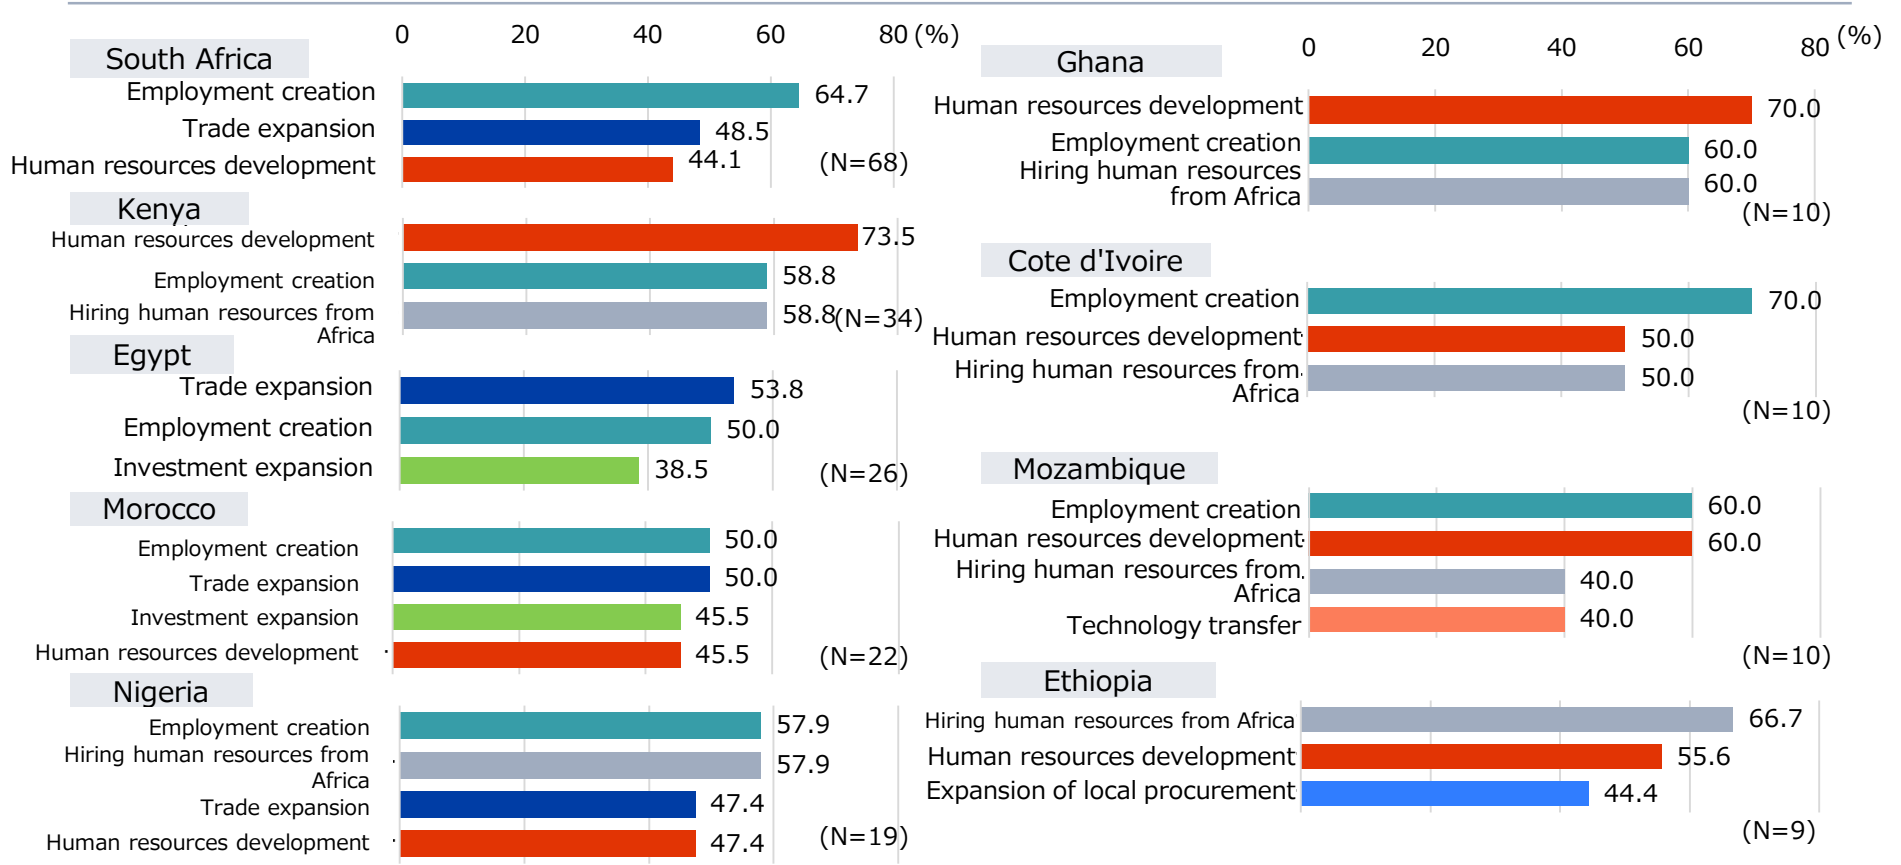 0 20 40 60 80 (%)
South Africa
Employment creation 64.7
Trade expansion 48.5
Human resources development 44.1
(N=68)
Kenya
Human resources development 73.5
Employment creation 58.8
Hiring human resources from
Africa
58.8 (N=34)
Egypt
Trade expansion 53.8
Employment creation 50.0
Investment expansion 38.5
(N=26)
Morocco
Employment creation 50.0
Trade expansion 50.0
Investment expansion 45.5
Human resources development 45.5
(N=22)
Nigeria
Employment creation 57.9
Hiring human resources from
Africa
57.9
Trade expansion 47.4
Human resources development 47.4
(N=19)
0 20 40 60 80 (%)
Ghana
Human resources development 70.0
Employment creation 60.0
Hiring human resources
from Africa
60.0
(N=10)
Cote d'Ivoire
Employment creation 70.0
Human resources development 50.0
Hiring human resources from
Africa
50.0
(N=10)
Mozambique
Employment creation 60.0
Human resources development 60.0
Hiring human resources from
Africa
40.0
Technology transfer 40.0
(N=10)
Ethiopia
Hiring human resources from Africa 66.7
Human resources development 55.6
Expansion of local procurement 44.4
(N=9)